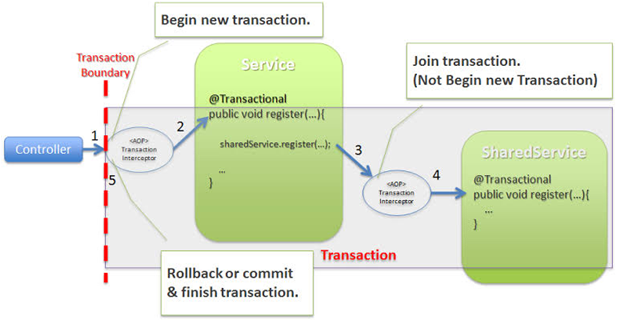 Begin new transaction.
Transaction
Boundary
Service
@Transactional
public void register(...){
sharedService.register(...);
...
}
Join transaction.
(Not Begin new Transaction)
Controller
1
<AOP>
Transaction
Interceptor
2
3
<AOP>
Transaction
Interceptor
4
SharedService
@Transactional
public void register(...){
...
}
5
Transaction
Rollback or commit
& finish transaction.